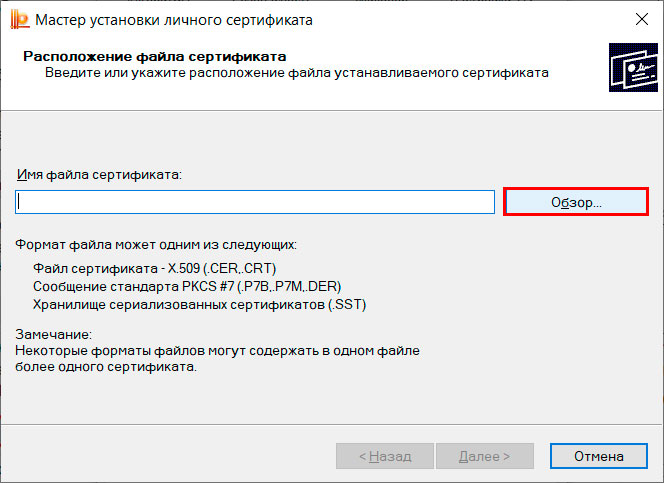 Мастер установки личного сертификата
Расположение файла сертификата
Введите или укажите расположение файла устанавливаемого сертификата
Имя файла сертификата:
Обзор...
Формат файла может одним из следующих:
Файл сертификата - X.509 (.CER,.CRT)
Сообщение стандарта PKCS #7 (.P7B,.P7M,.DER)
Хранилище сериализованных сертификатов (.SST)
Замечание:
Некоторые форматы файлов могут содержать в одном файле
более одного сертификата.
< Назад
Далее >
Отмена